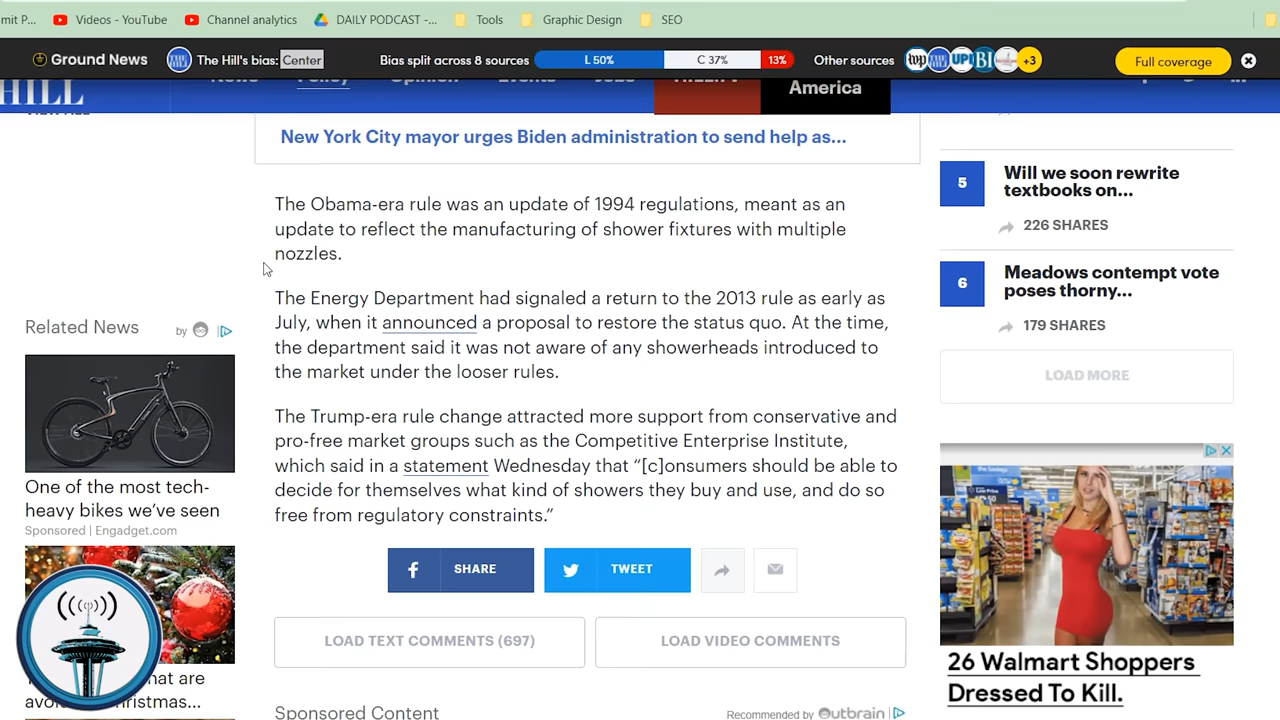 mit P...
Videos - YouTube
Channel analytics
DAILY PODCAST -...
Tools
Graphic Design
SEO
Ground News
The Hill's bias: Center
Bias split across 8 sources
L 50%
C 37%
13%
Other sources
wp
UPI
BI
+3
Full coverage
HILL
America
New York City mayor urges Biden administration to send help as...
The Obama-era rule was an update of 1994 regulations, meant as an
update to reflect the manufacturing of shower fixtures with multiple
nozzles.
The Energy Department had signaled a return to the 2013 rule as early as
July, when it announced a proposal to restore the status quo. At the time,
the department said it was not aware of any showerheads introduced to
the market under the looser rules.
The Trump-era rule change attracted more support from conservative and
pro-free market groups such as the Competitive Enterprise Institute,
which said in a statement Wednesday that “[c]onsumers should be able to
decide for themselves what kind of showers they buy and use, and do so
free from regulatory constraints.”
SHARE
TWEET
LOAD TEXT COMMENTS (697)
LOAD VIDEO COMMENTS
Sponsored Content
Recommended by Outbrain
Related News
by
One of the most tech-
heavy bikes we've seen
Sponsored | Engadget.com
hat are
avo
ristmas...
5
Will we soon rewrite
textbooks on...
226 SHARES
6
Meadows contempt vote
poses thorny...
179 SHARES
LOAD MORE
26 Walmart Shoppers
Dressed To Kill.